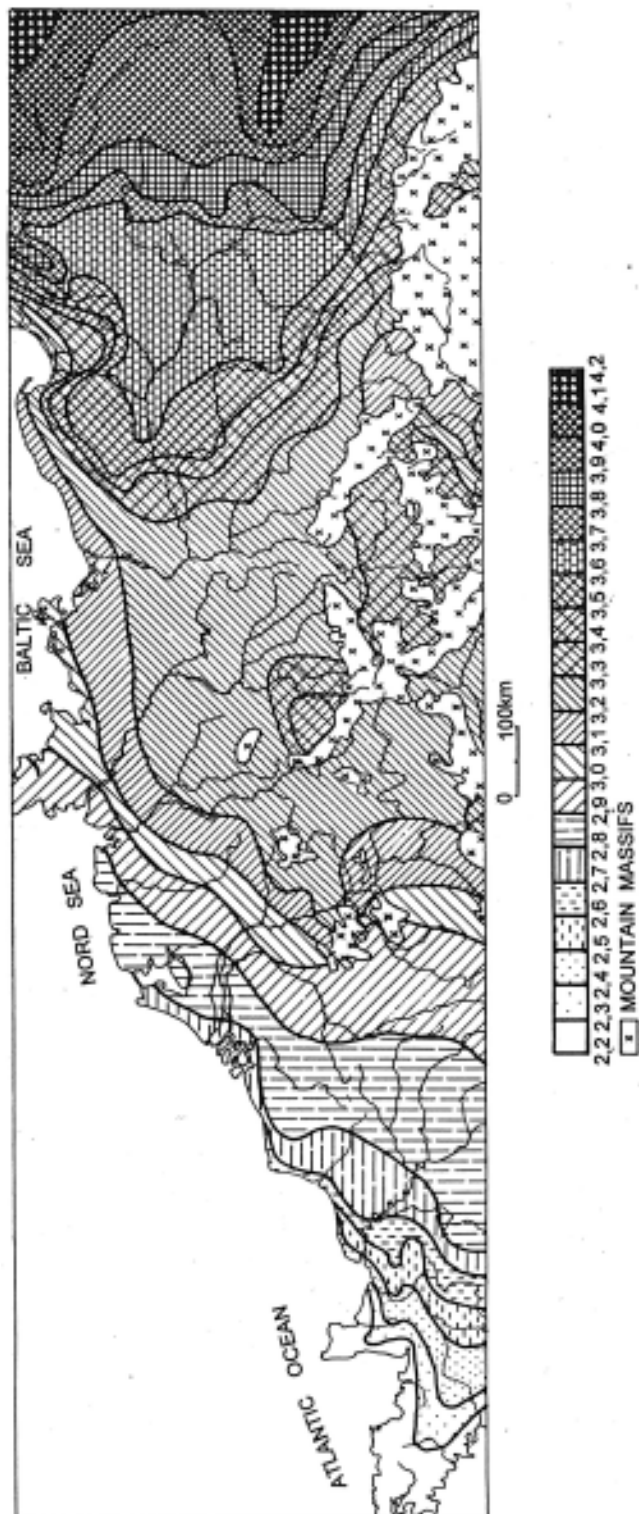 BALTIC SEA
NORD SEA
ATLANTIC OCEAN
0 100km
2,2 2,3 2,4 2,5 2,6 2,7 2,8 2,9 3,0 3,1 3,2 3,3 3,4 3,5 3,6 3,7 3,8 3,9 4,0 4,1 4,2
x MOUNTAIN MASSIFS